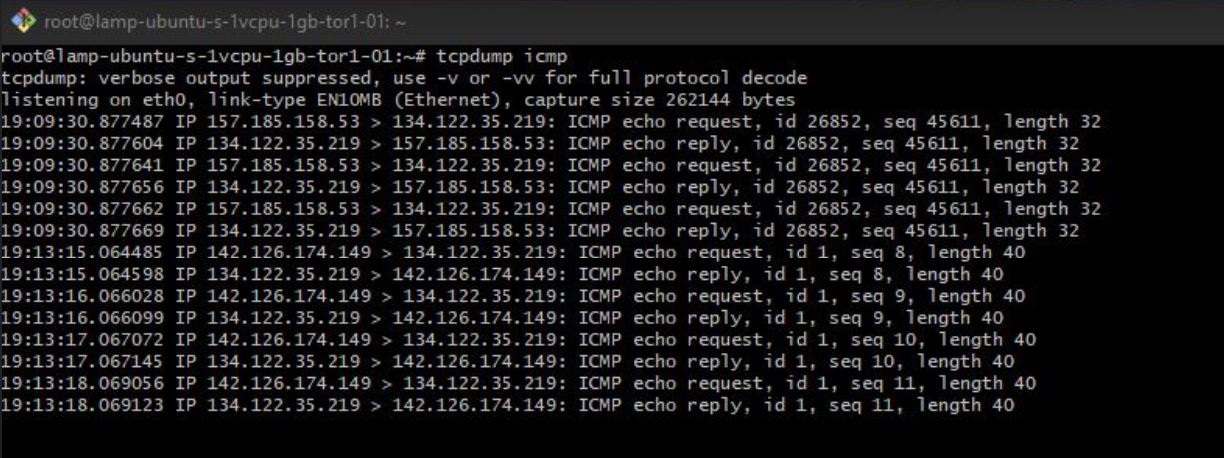 root@lamp-ubuntu-s-1vcpu-1gb-tor1-01: ~
root@lamp-ubuntu-s-1vcpu-1gb-tor1-01:~# tcpdump icmp
tcpdump: verbose output suppressed, use -v or -vv for full protocol decode
listening on eth0, link-type EN10MB (Ethernet), capture size 262144 bytes
19:09:30.877487 IP 157.185.158.53 > 134.122.35.219: ICMP echo request, id 26852, seq 45611, length 32
19:09:30.877604 IP 134.122.35.219 > 157.185.158.53: ICMP echo reply, id 26852, seq 45611, length 32
19:09:30.877641 IP 157.185.158.53 > 134.122.35.219: ICMP echo request, id 26852, seq 45611, length 32
19:09:30.877656 IP 134.122.35.219 > 157.185.158.53: ICMP echo reply, id 26852, seq 45611, length 32
19:09:30.877662 IP 157.185.158.53 > 134.122.35.219: ICMP echo request, id 26852, seq 45611, length 32
19:09:30.877669 IP 134.122.35.219 > 157.185.158.53: ICMP echo reply, id 26852, seq 45611, length 32
19:13:15.064485 IP 142.126.174.149 > 134.122.35.219: ICMP echo request, id 1, seq 8, length 40
19:13:15.064598 IP 134.122.35.219 > 142.126.174.149: ICMP echo reply, id 1, seq 8, length 40
19:13:16.066028 IP 142.126.174.149 > 134.122.35.219: ICMP echo request, id 1, seq 9, length 40
19:13:16.066099 IP 134.122.35.219 > 142.126.174.149: ICMP echo reply, id 1, seq 9, length 40
19:13:17.067072 IP 142.126.174.149 > 134.122.35.219: ICMP echo request, id 1, seq 10, length 40
19:13:17.067145 IP 134.122.35.219 > 142.126.174.149: ICMP echo reply, id 1, seq 10, length 40
19:13:18.069056 IP 142.126.174.149 > 134.122.35.219: ICMP echo request, id 1, seq 11, length 40
19:13:18.069123 IP 134.122.35.219 > 142.126.174.149: ICMP echo reply, id 1, seq 11, length 40